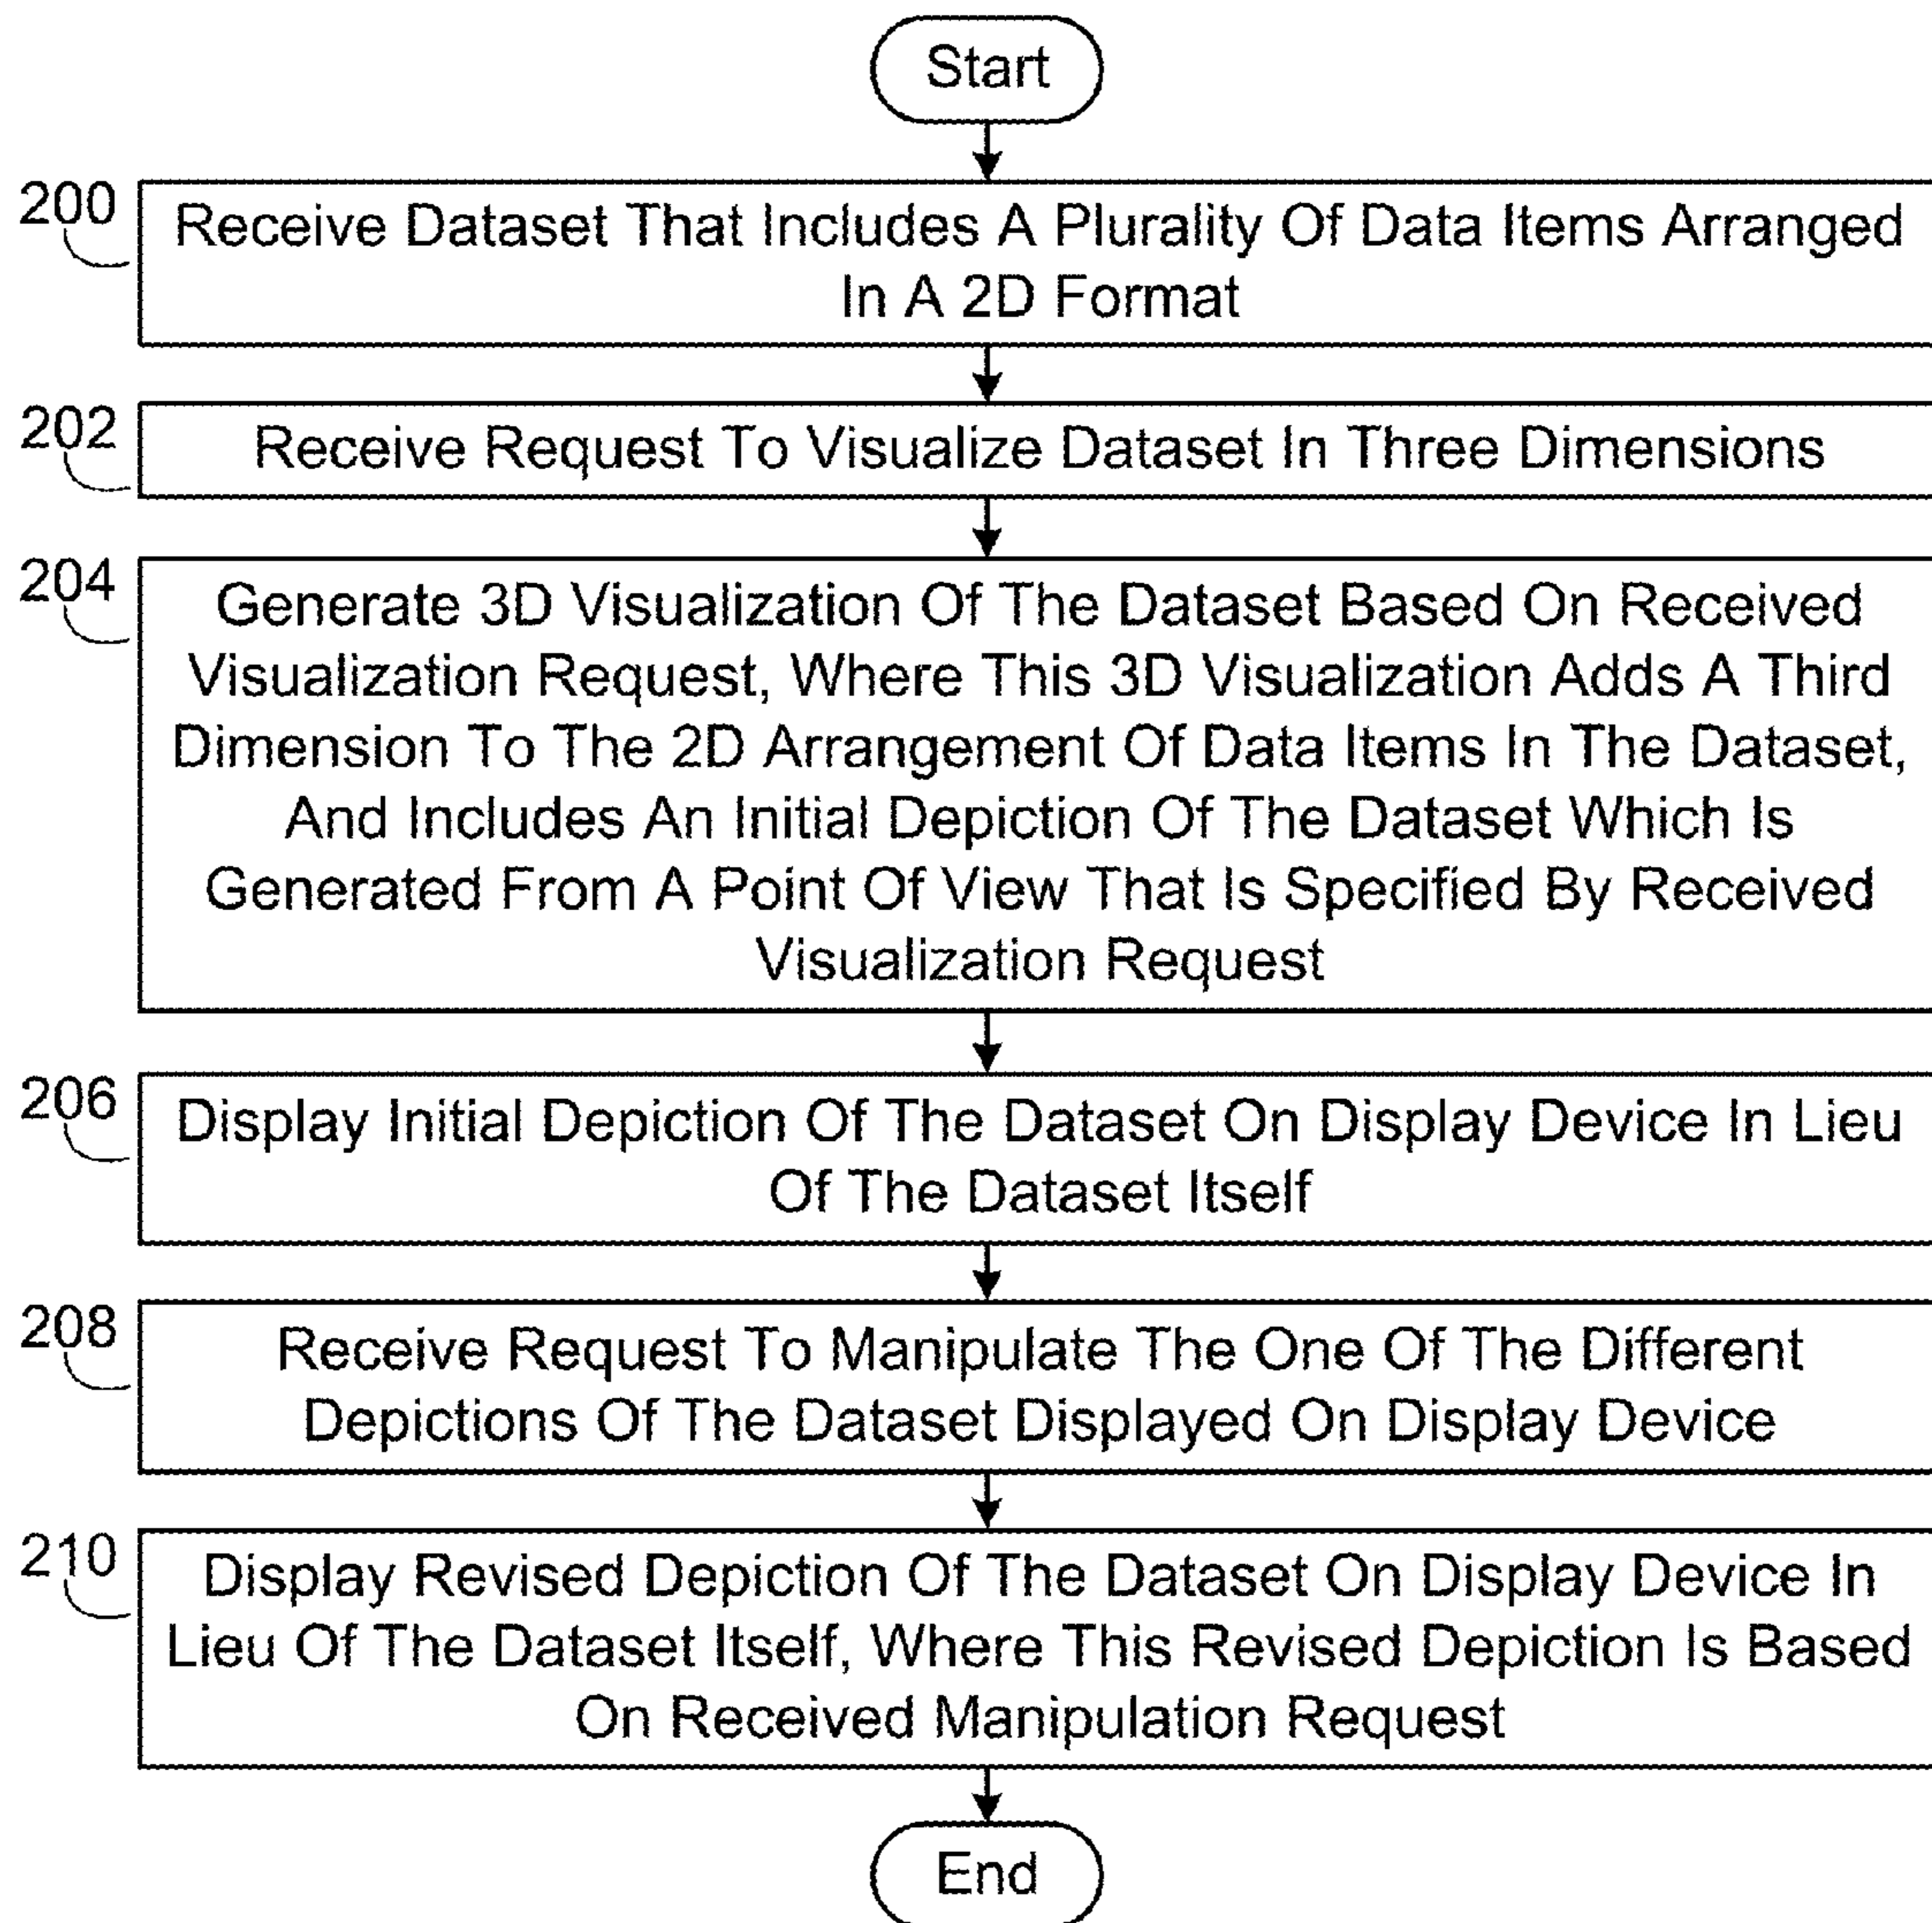 Start
200
Receive Dataset That Includes A Plurality Of Data Items Arranged
In A 2D Format
202
Receive Request To Visualize Dataset In Three Dimensions
204
Generate 3D Visualization Of The Dataset Based On Received
Visualization Request, Where This 3D Visualization Adds A Third
Dimension To The 2D Arrangement Of Data Items In The Dataset,
And Includes An Initial Depiction Of The Dataset Which Is
Generated From A Point Of View That Is Specified By Received
Visualization Request
206
Display Initial Depiction Of The Dataset On Display Device In Lieu
Of The Dataset Itself
208
Receive Request To Manipulate The One Of The Different
Depictions Of The Dataset Displayed On Display Device
210
Display Revised Depiction Of The Dataset On Display Device In
Lieu Of The Dataset Itself, Where This Revised Depiction Is Based
On Received Manipulation Request
End